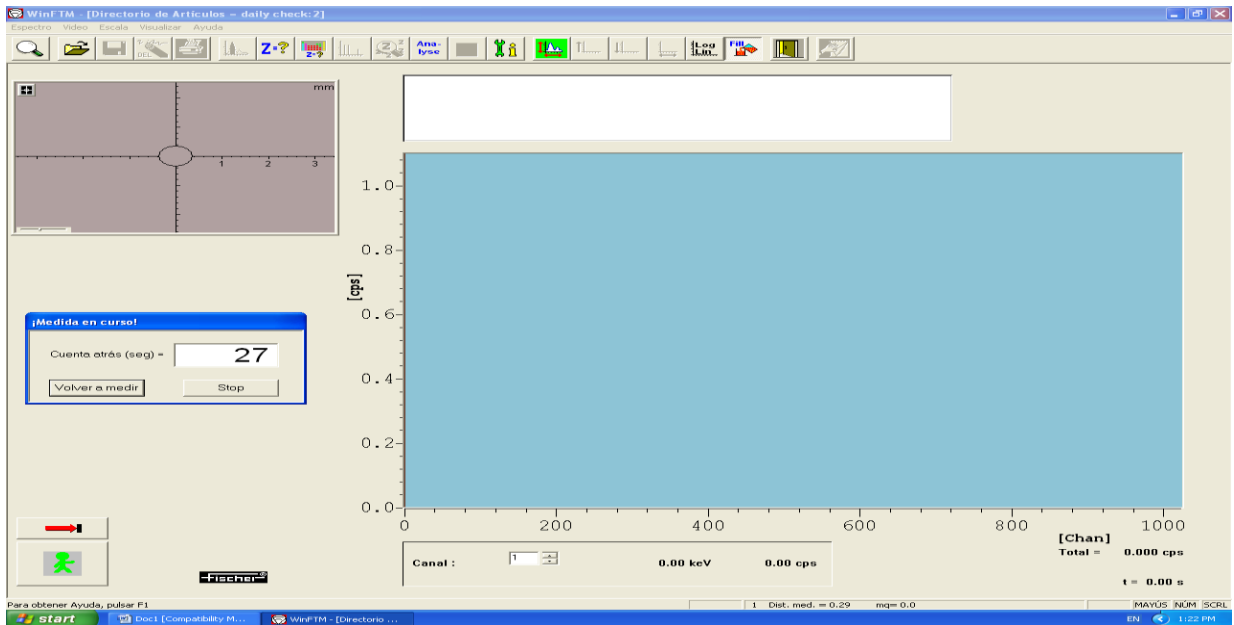 WinFTM - [Directorio de Artículos - daily check:2]
Espectro Vídeo Escala Visualizar Ayuda
DEL Z-? Z-? Ana-lyse Log Lin Fill
mm
1 2 3
[cps]
1.0
0.8
0.6
0.4
0.2
0.0
¡Medida en curso!
Cuenta atrás (seg) = 27
Volver a medir Stop
0 200 400 600 800 1000
[Chan]
Total = 0.000 cps
Canal : 1 0.00 keV 0.00 cps
t = 0.00 s
Fischer
Para obtener Ayuda, pulsar F1 1 Dist. med. = 0.29 mq= 0.0 MAYÚS NÚM SCRL
start Doc1 [Compatibility M... WinFTM - [Directorio ... EN 1:22 PM